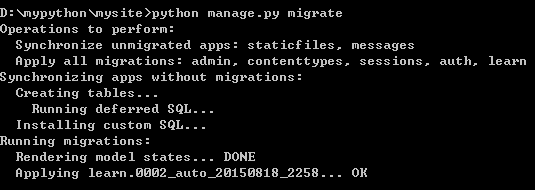 D:\mypython\mysite>python manage.py migrate
Operations to perform:
  Synchronize unmigrated apps: staticfiles, messages
  Apply all migrations: admin, contenttypes, sessions, auth, learn
Synchronizing apps without migrations:
  Creating tables...
    Running deferred SQL...
  Installing custom SQL...
Running migrations:
  Rendering model states... DONE
  Applying learn.0002_auto_20150818_2258... OK